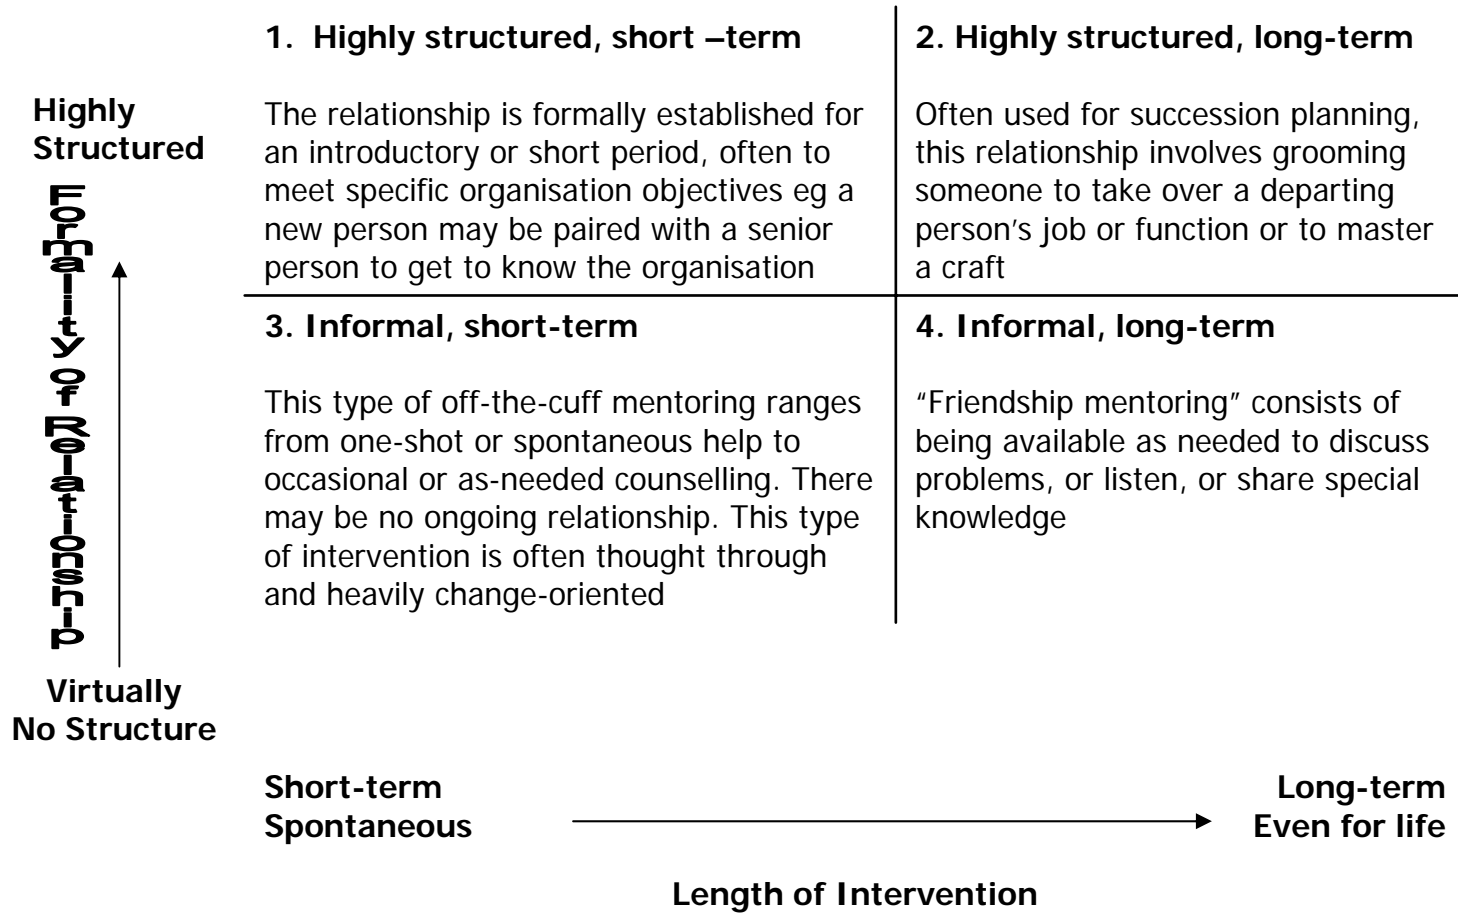 1. Highly structured, short –term
The relationship is formally established for
an introductory or short period, often to
meet specific organisation objectives eg a
new person may be paired with a senior
person to get to know the organisation
2. Highly structured, long-term
Often used for succession planning,
this relationship involves grooming
someone to take over a departing
person's job or function or to master
a craft
Highly
Structured
Formality of Relationship
Virtually
No Structure
3. Informal, short-term
This type of off-the-cuff mentoring ranges
from one-shot or spontaneous help to
occasional or as-needed counselling. There
may be no ongoing relationship. This type
of intervention is often thought through
and heavily change-oriented
4. Informal, long-term
“Friendship mentoring” consists of
being available as needed to discuss
problems, or listen, or share special
knowledge
Short-term
Spontaneous
Long-term
Even for life
Length of Intervention